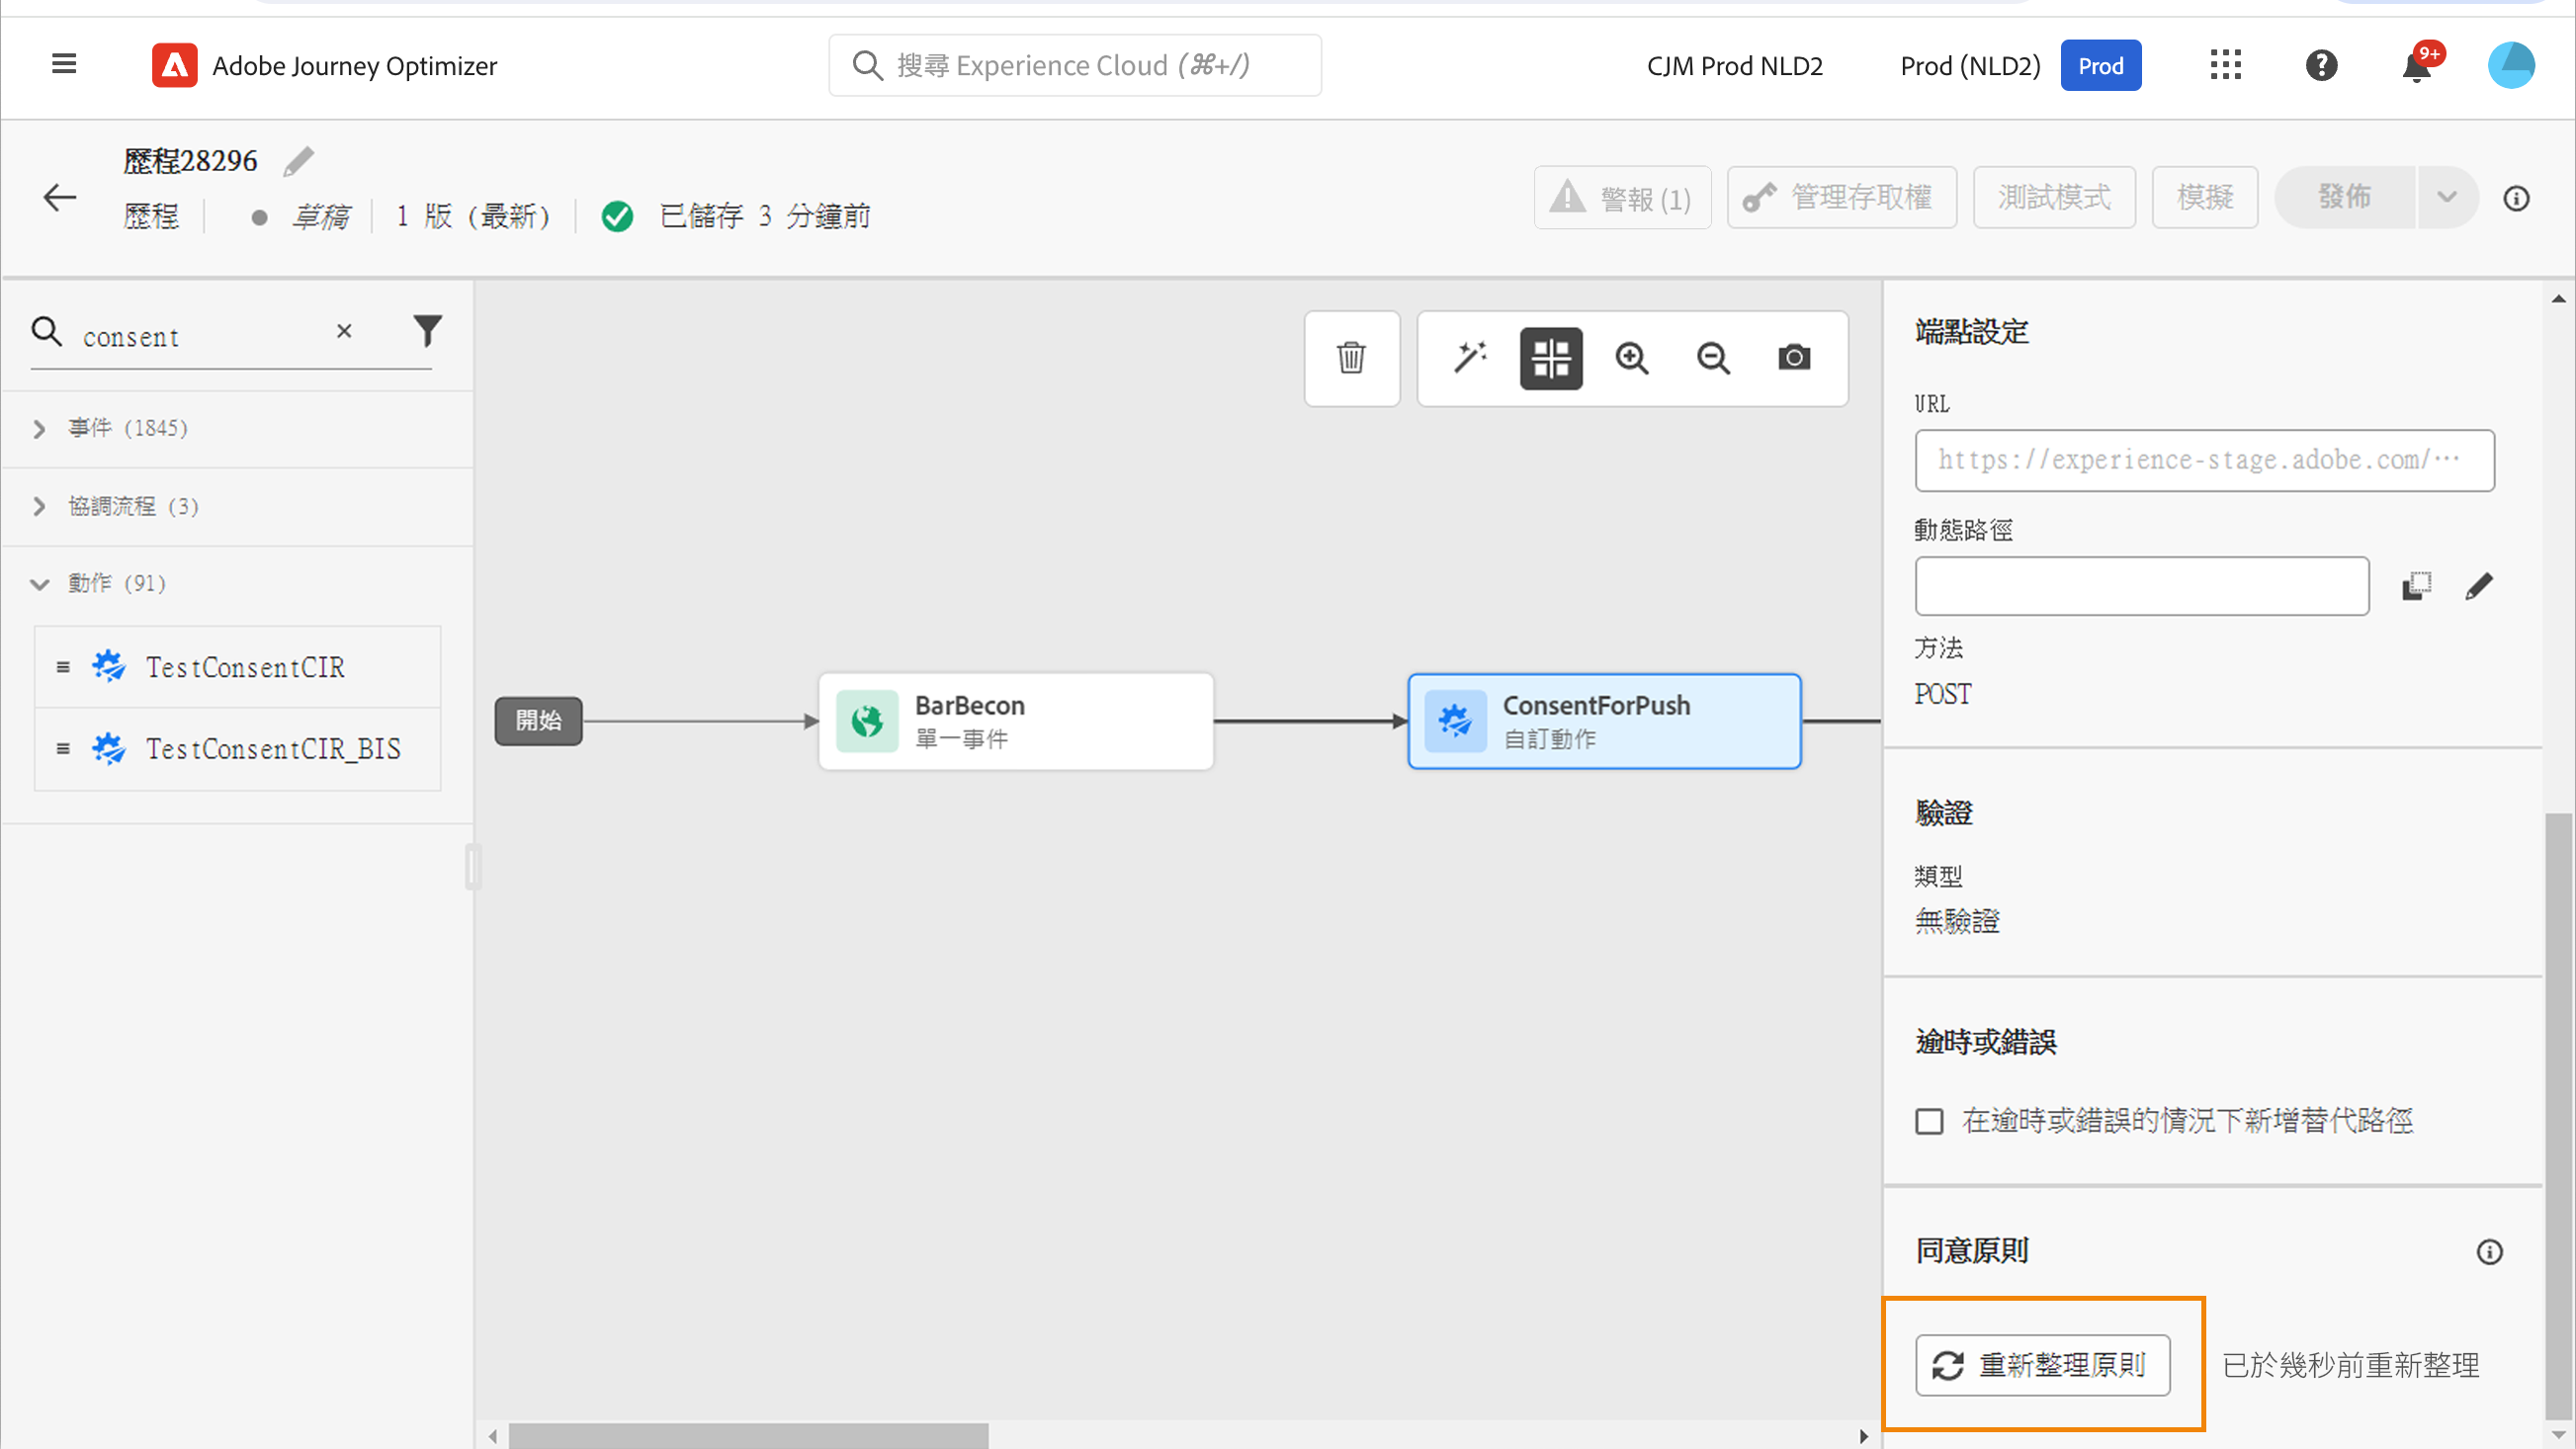 Adobe Journey Optimizer
搜尋 Experience Cloud (⌘+/)
CJM Prod NLD2
Prod (NLD2)
Prod
9+
歷程28296
歷程
草稿
1 版 (最新)
已儲存 3 分鐘前
警報 (1)
管理存取權
測試模式
模擬
發佈
consent
事件 (1845)
協調流程 (3)
動作 (91)
TestConsentCIR
TestConsentCIR_BIS
開始
BarBecon
單一事件
ConsentForPush
自訂動作
端點設定
URL
https://experience-stage.adobe.com/…
動態路徑
方法
POST
驗證
類型
無驗證
逾時或錯誤
在逾時或錯誤的情況下新增替代路徑
同意原則
重新整理原則
已於幾秒前重新整理